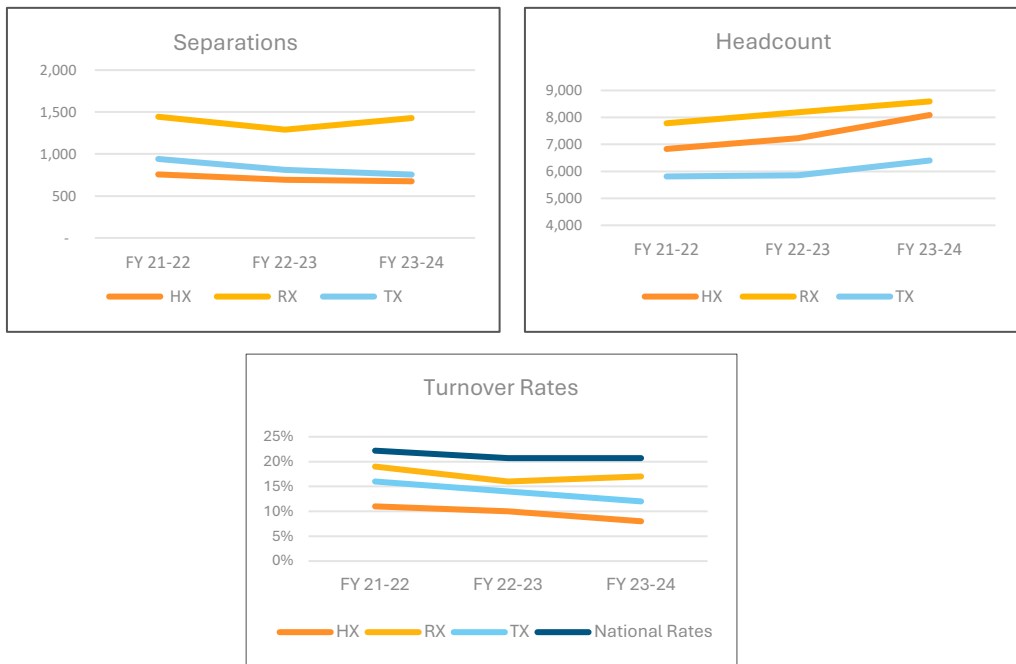 Separations
2,000
1,500
1,000
500
-
FY 21-22 FY 22-23 FY 23-24
HX RX TX
Headcount
9,000
8,000
7,000
6,000
5,000
4,000
FY 21-22 FY 22-23 FY 23-24
HX RX TX
Turnover Rates
25%
20%
15%
10%
5%
0%
FY 21-22 FY 22-23 FY 23-24
HX RX TX National Rates